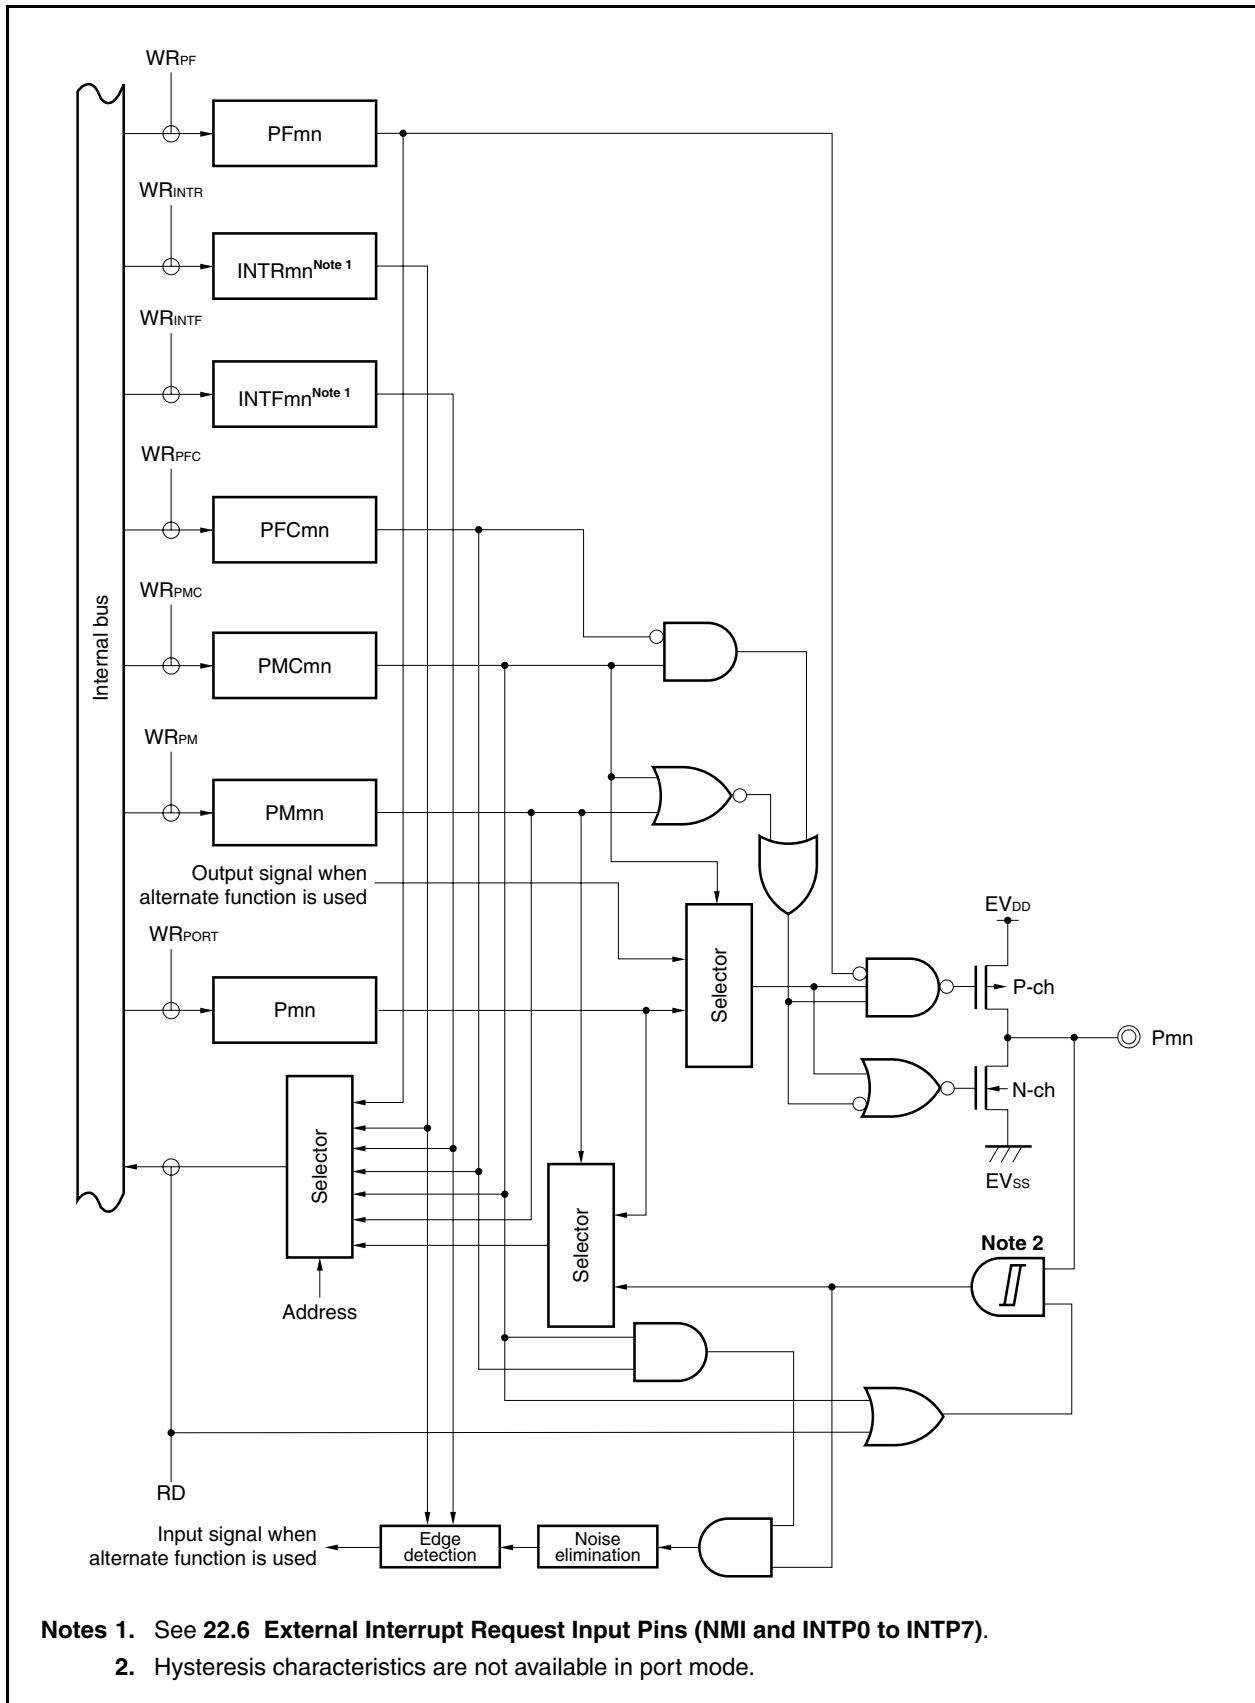 WRPF
PFmn
WRINTR
INTRmnNote 1
WRINTF
INTFmnNote 1
WRPFC
PFCmn
WRPMC
Internal bus
PMCmn
WRPM
PMmn
Output signal when
alternate function is used
WRPORT
Pmn
Selector
EVDD
P-ch
Pmn
N-ch
EVSS
Selector
Selector
Note 2
Address
RD
Input signal when
alternate function is used
Edge
detection
Noise
elimination
Notes 1. See 22.6 External Interrupt Request Input Pins (NMI and INTP0 to INTP7).
2. Hysteresis characteristics are not available in port mode.